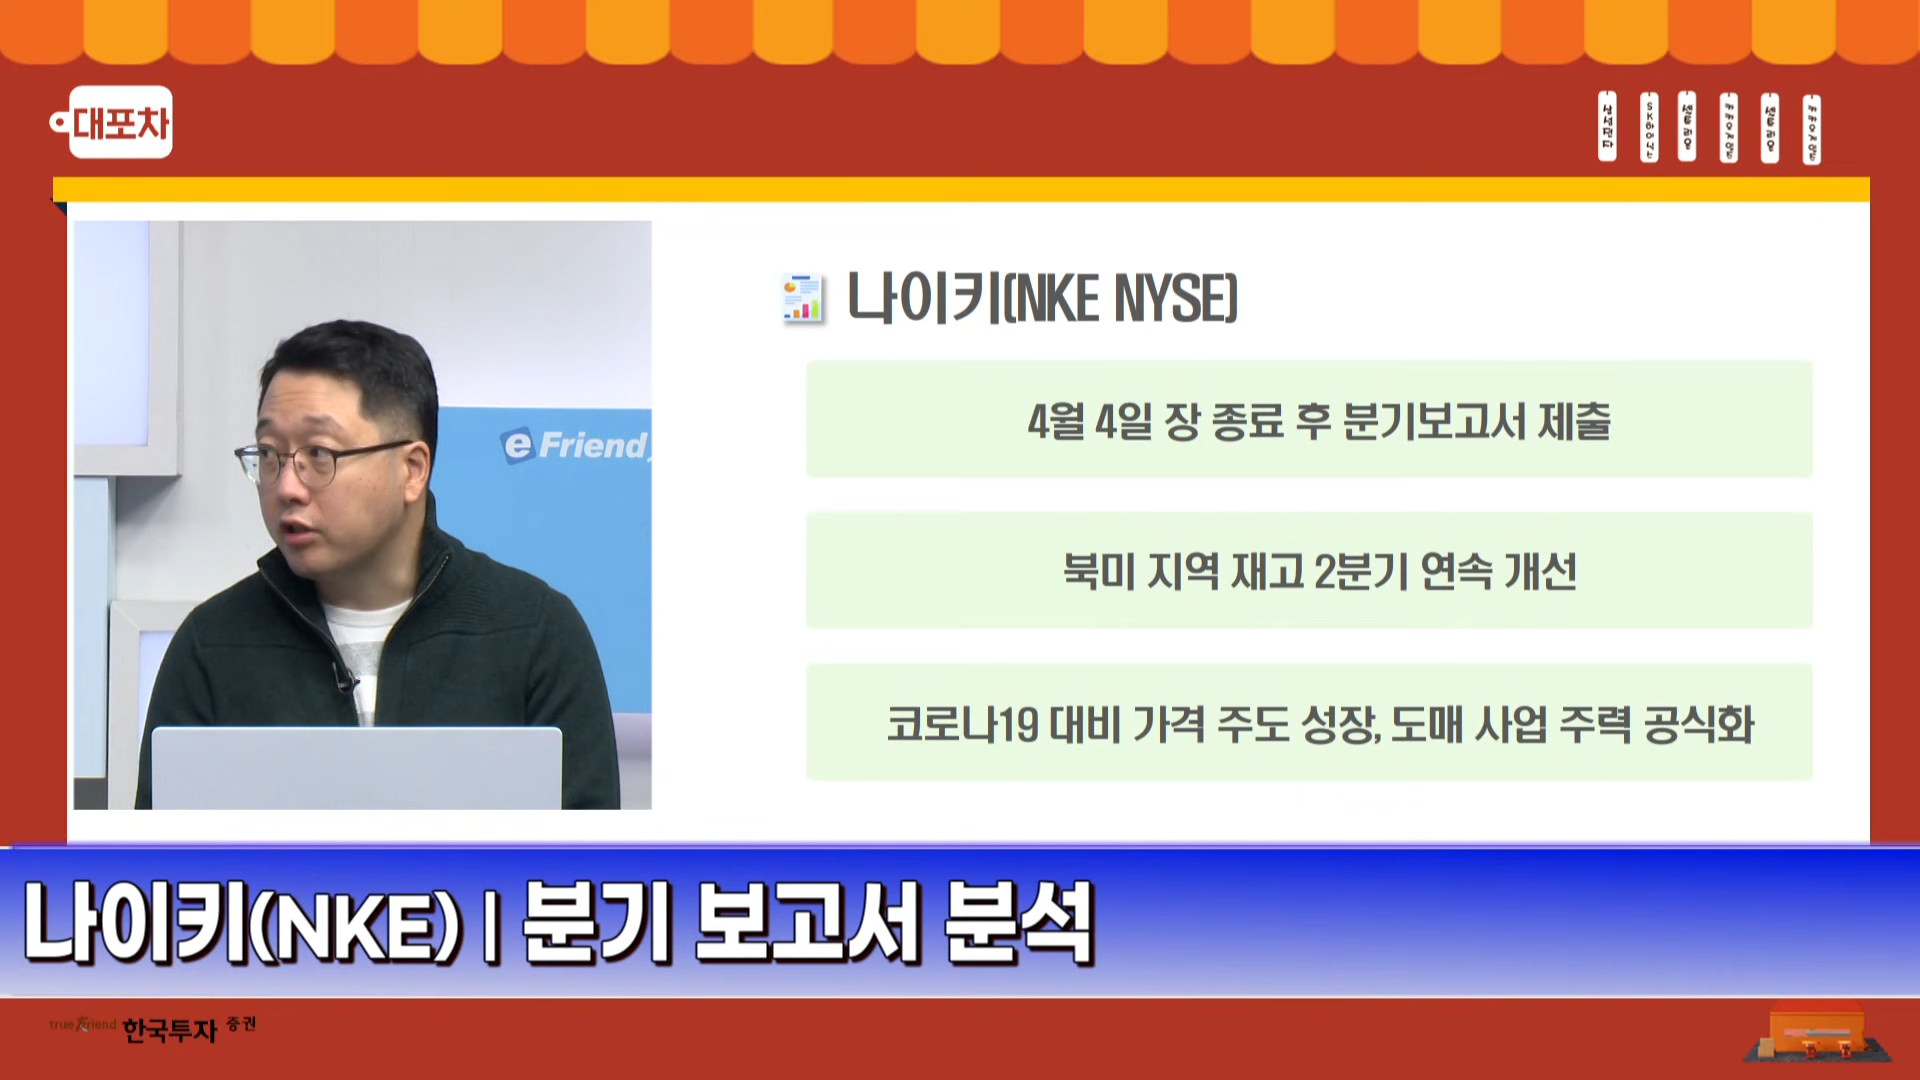 대포차
eFriend
나이키(NKE NYSE)
4월 4일 장 종료 후 분기보고서 제출
북미 지역 재고 2분기 연속 개선
코로나19 대비 가격 주도 성장, 도매 사업 주력 공식화
나이키(NKE) | 분기 보고서 분석
true Friend 한국투자 증권